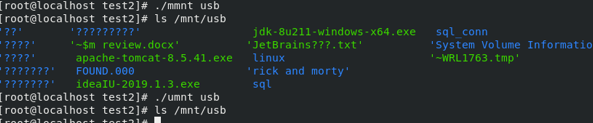 [root@localhost test2]# ./mmnt usb
[root@localhost test2]# ls /mnt/usb
'??' '?????????' jdk-8u211-windows-x64.exe sql_conn
'????' '~$m review.docx' 'JetBrains???.txt' 'System Volume Informatio
'????' apache-tomcat-8.5.41.exe linux '~WRL1763.tmp'
'???????' FOUND.000 'rick and morty'
'???????' ideaIU-2019.1.3.exe sql
[root@localhost test2]# ./umnt usb
[root@localhost test2]# ls /mnt/usb
[root@localhost test2]#